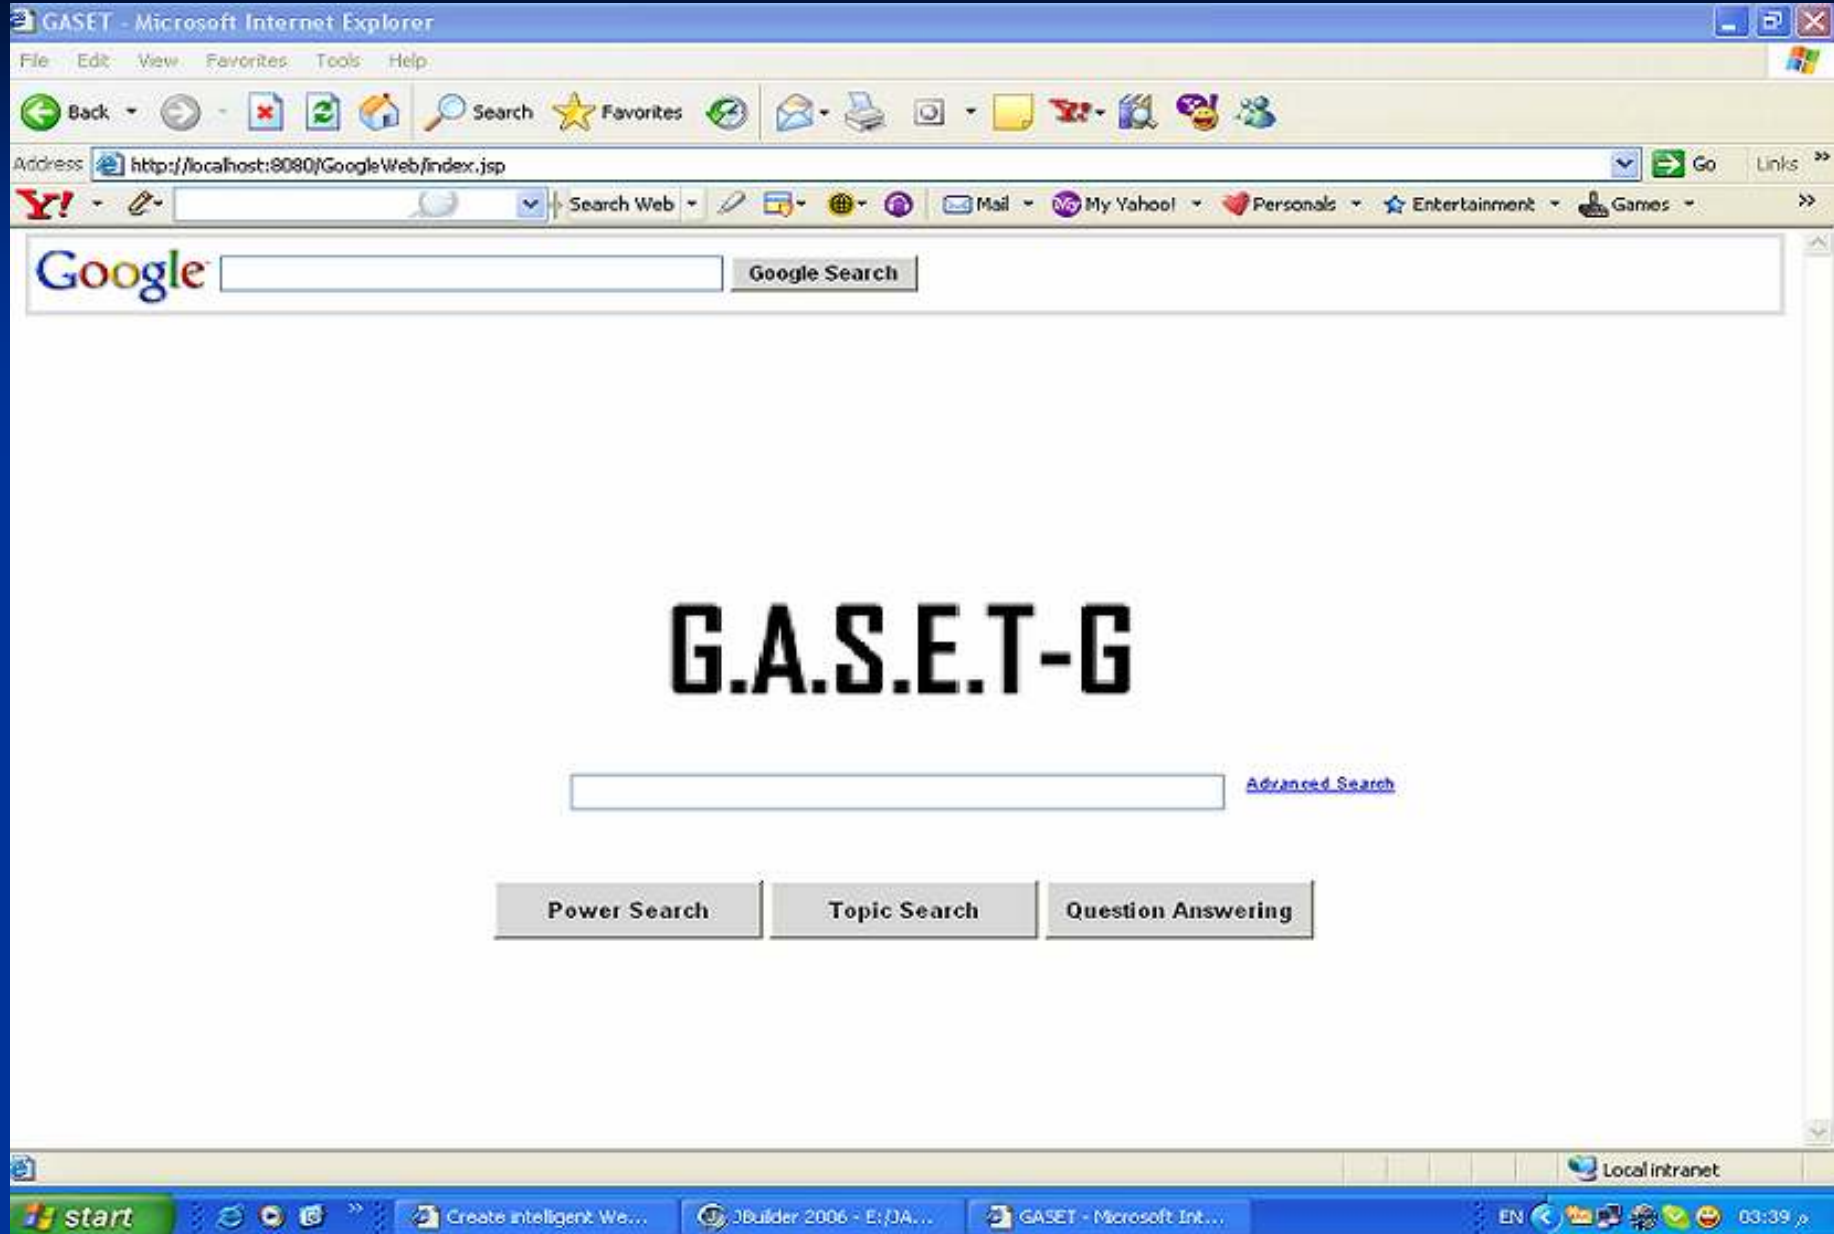 GASET - Microsoft Internet Explorer
File Edit View Favorites Tools Help
Back Search Favorites Y!
Address http://localhost:8080/GoogleWeb/index.jsp Go Links »
Y! Search Web Mail My Yahoo! Personals Entertainment Games »
Google Google Search
G.A.S.E.T-G
Advanced Search
Power Search Topic Search Question Answering
Local intranet
start » Create intelligent We... JBuilder 2006 - E:/JA... GASET - Microsoft Int... EN 03:39 م